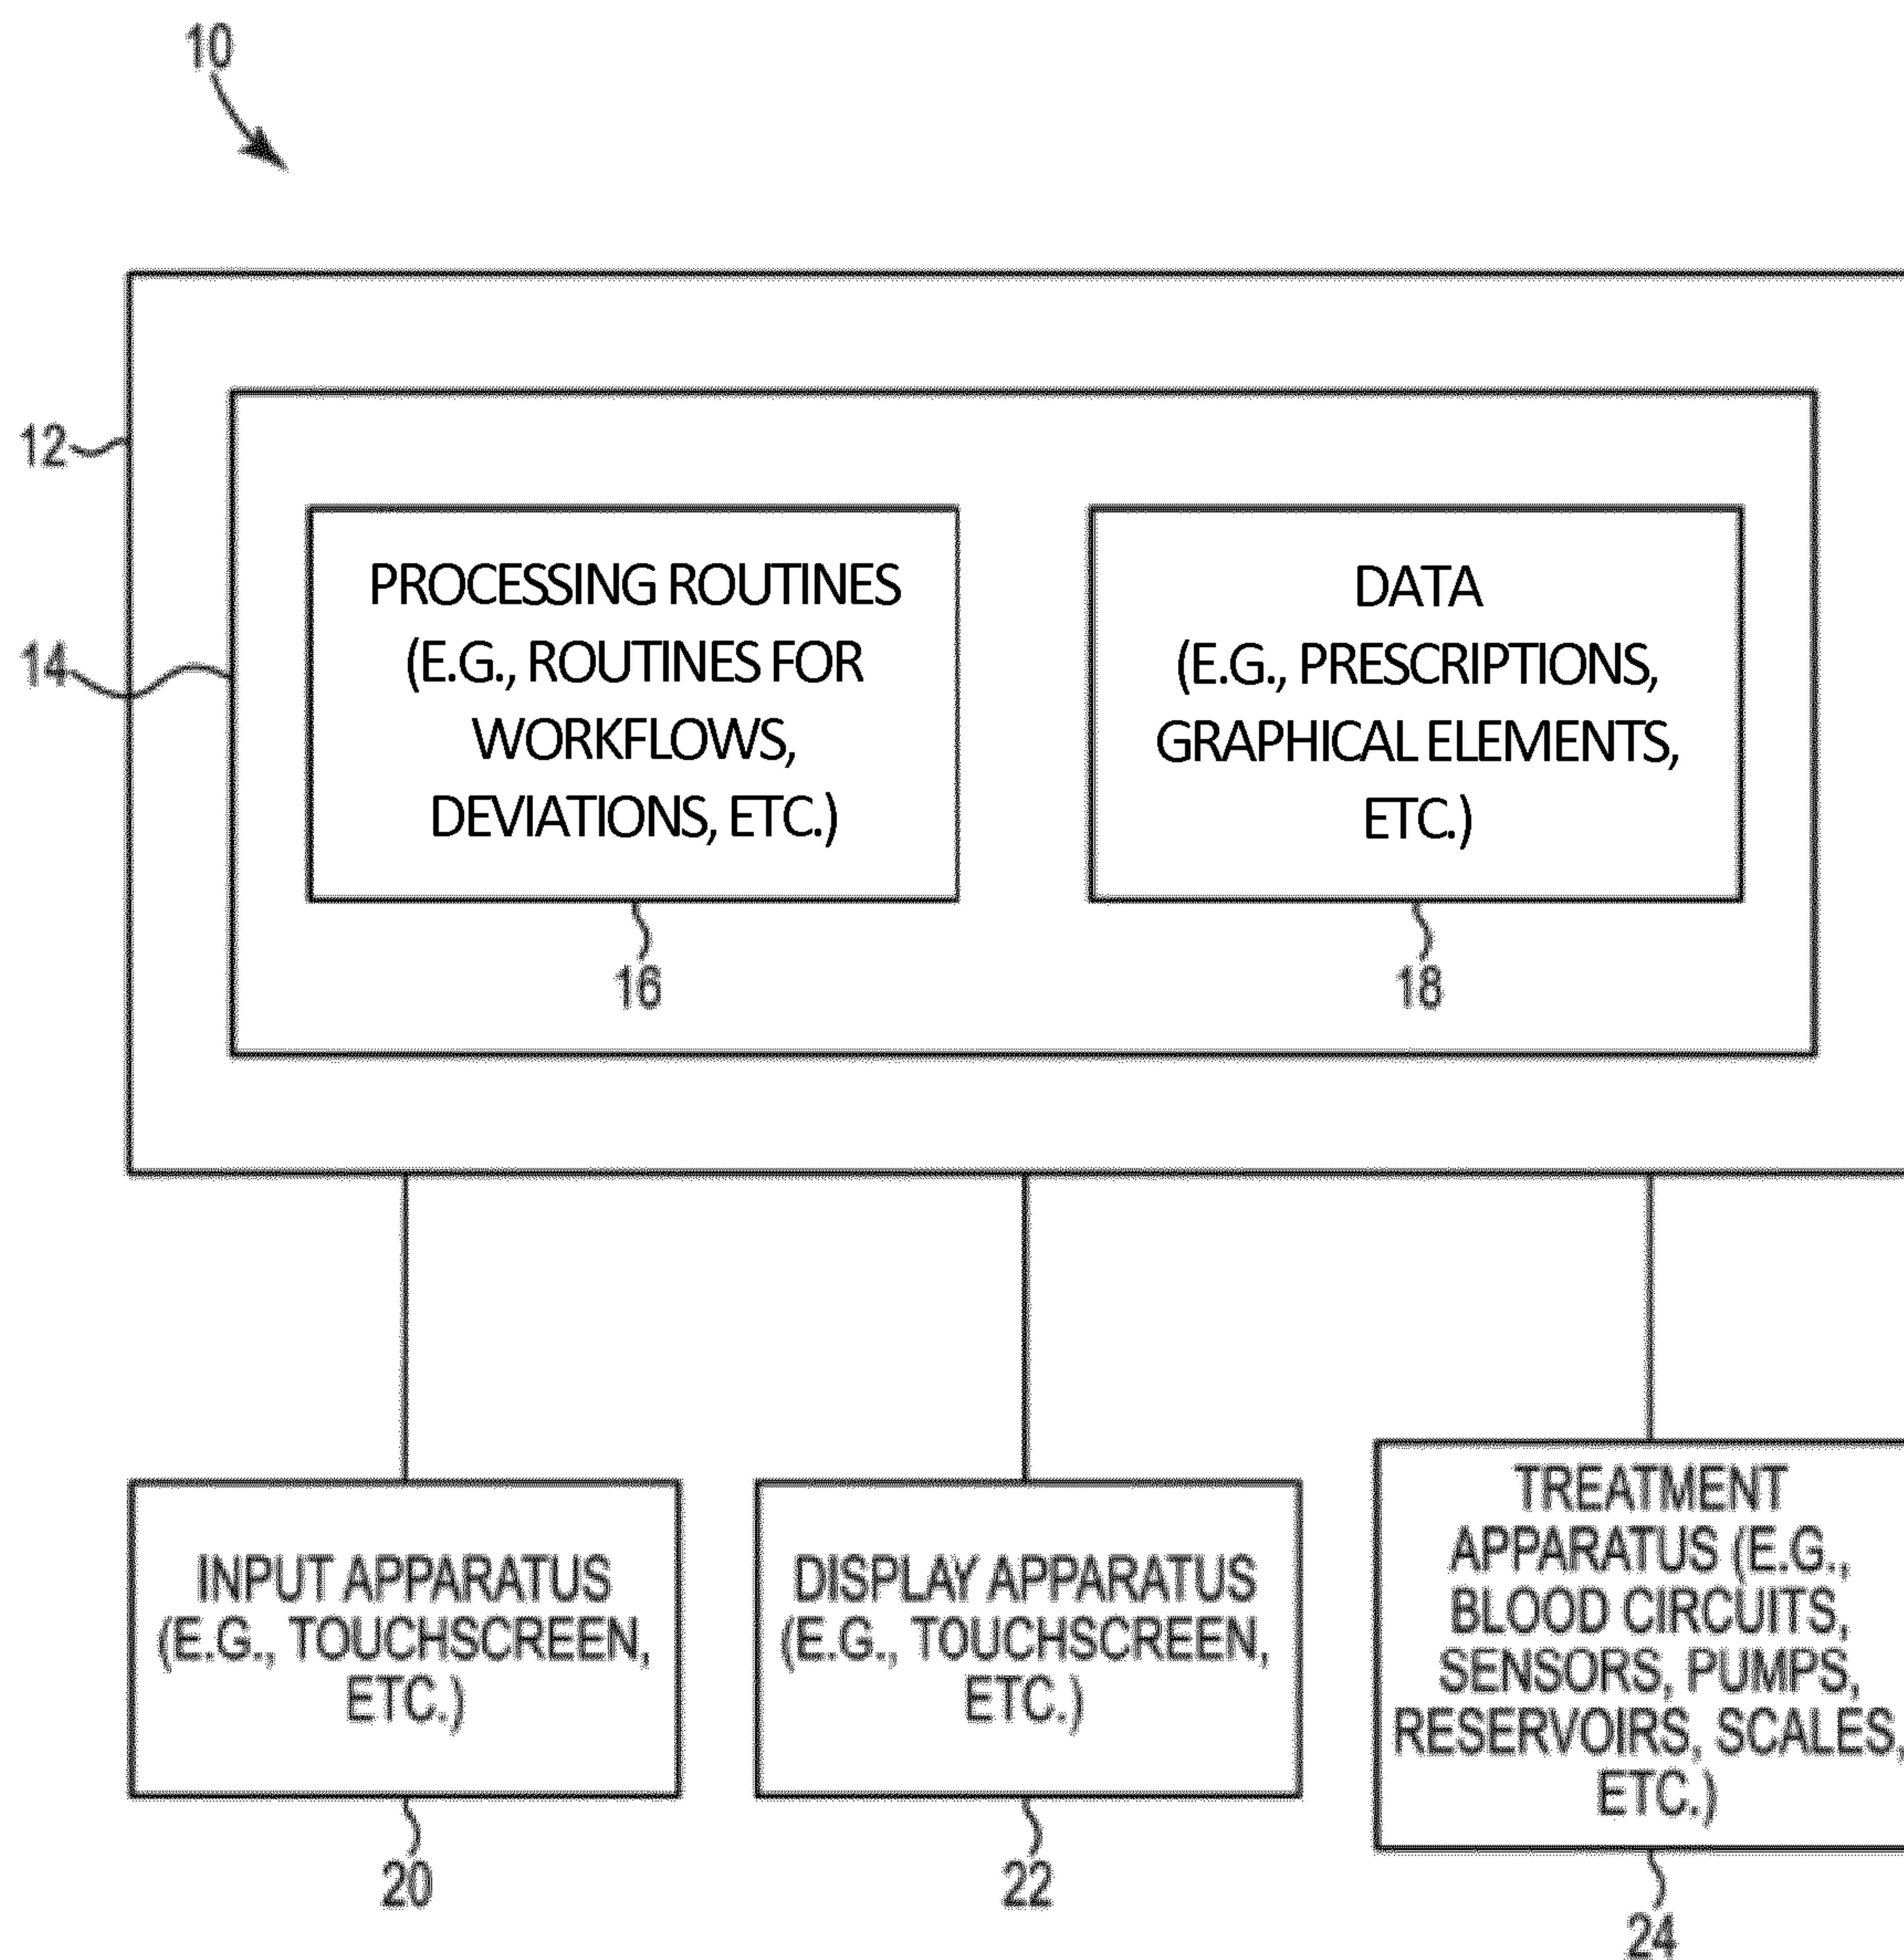 10
12
14
PROCESSING ROUTINES
(E.G., ROUTINES FOR
WORKFLOWS,
DEVIATIONS, ETC.)
16
DATA
(E.G., PRESCRIPTIONS,
GRAPHICAL ELEMENTS,
ETC.)
18
INPUT APPARATUS
(E.G., TOUCHSCREEN,
ETC.)
20
DISPLAY APPARATUS
(E.G., TOUCHSCREEN,
ETC.)
22
TREATMENT
APPARATUS (E.G.,
BLOOD CIRCUITS,
SENSORS, PUMPS,
RESERVOIRS, SCALES,
ETC.)
24